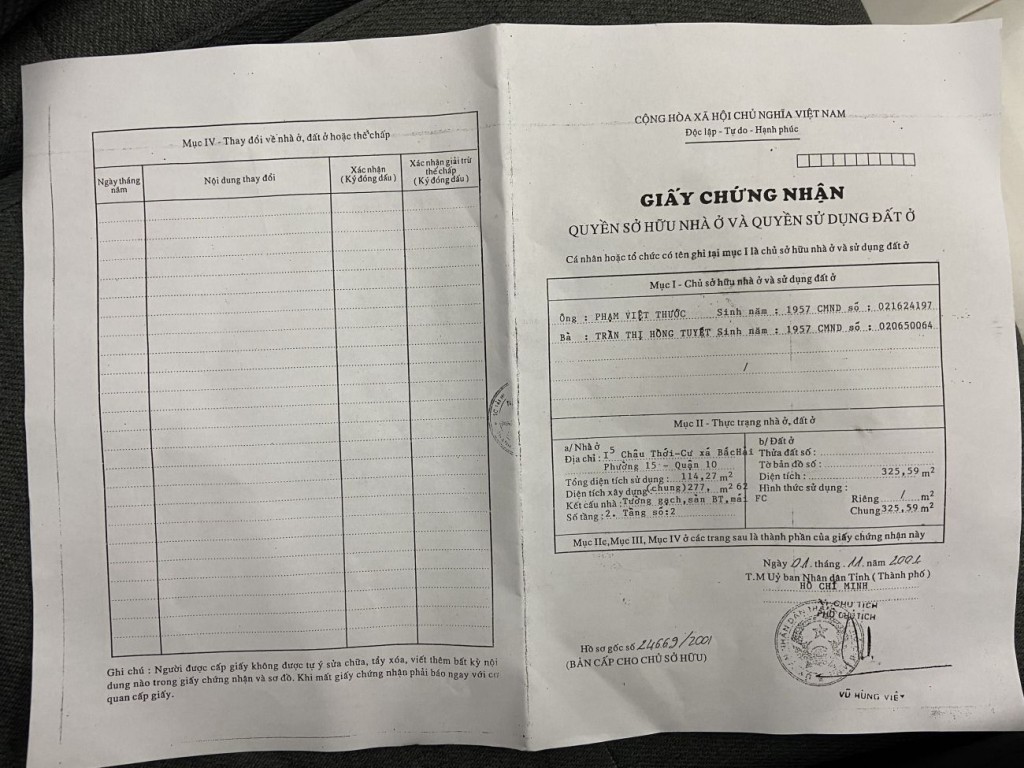 Mục IV - Thay đổi về nhà ở, đất ở hoặc thế chấp
Ngày tháng năm
Nội dung thay đổi
Xác nhận (Ký đóng dấu)
Xác nhận giải trừ thế chấp (Ký đóng dấu)
Ghi chú : Người được cấp giấy không được tự ý sửa chữa, tẩy xóa, viết thêm bất kỳ nội
dung nào trong giấy chứng nhận và sơ đồ. Khi mất giấy chứng nhận phải báo ngay với cơ
quan cấp giấy.
CỘNG HÒA XÃ HỘI CHỦ NGHĨA VIỆT NAM
Độc lập - Tự do - Hạnh phúc
GIẤY CHỨNG NHẬN
QUYỀN SỞ HỮU NHÀ Ở VÀ QUYỀN SỬ DỤNG ĐẤT Ở
Cá nhân hoặc tổ chức có tên ghi tại mục I là chủ sở hữu nhà ở và sử dụng đất ở
Mục I - Chủ sở hữu nhà ở và sử dụng đất ở
Ông : PHẠM VIỆT THƯỚC Sinh năm : 1957 CMND số : 021624197
Bà : TRẦN THỊ HỒNG TUYẾT Sinh năm : 1957 CMND số : 020650064
/
Mục II - Thực trạng nhà ở, đất ở
a/ Nhà ở
Địa chỉ : I5 Châu Thới-Cư xá BắcHải
Phường 15 - Quận 10
Tổng diện tích sử dụng : 114,27 m2
Diện tích xây dựng :(chung)277, m2 62
Kết cấu nhà :Tường gạch,sàn BT,mái FC
Số tầng :2. Tầng số:2
b/ Đất ở
Thửa đất số :
Tờ bản đồ số :
Diện tích : 325,59 m2
Hình thức sử dụng :
Riêng / m2
Chung 325,59 m2
Mục IIc,Mục III, Mục IV ở các trang sau là thành phần của giấy chứng nhận này
Ngày 01. tháng .11. năm 2001
T.M Uỷ ban Nhân dân Tỉnh ( Thành phố )
HỒ CHÍ MINH
CHỦ TỊCH
PHÓ CHỦ TỊCH
Hồ sơ gốc số 24669/2001
(BẢN CẤP CHO CHỦ SỞ HỮU)
VŨ HÙNG VIỆT